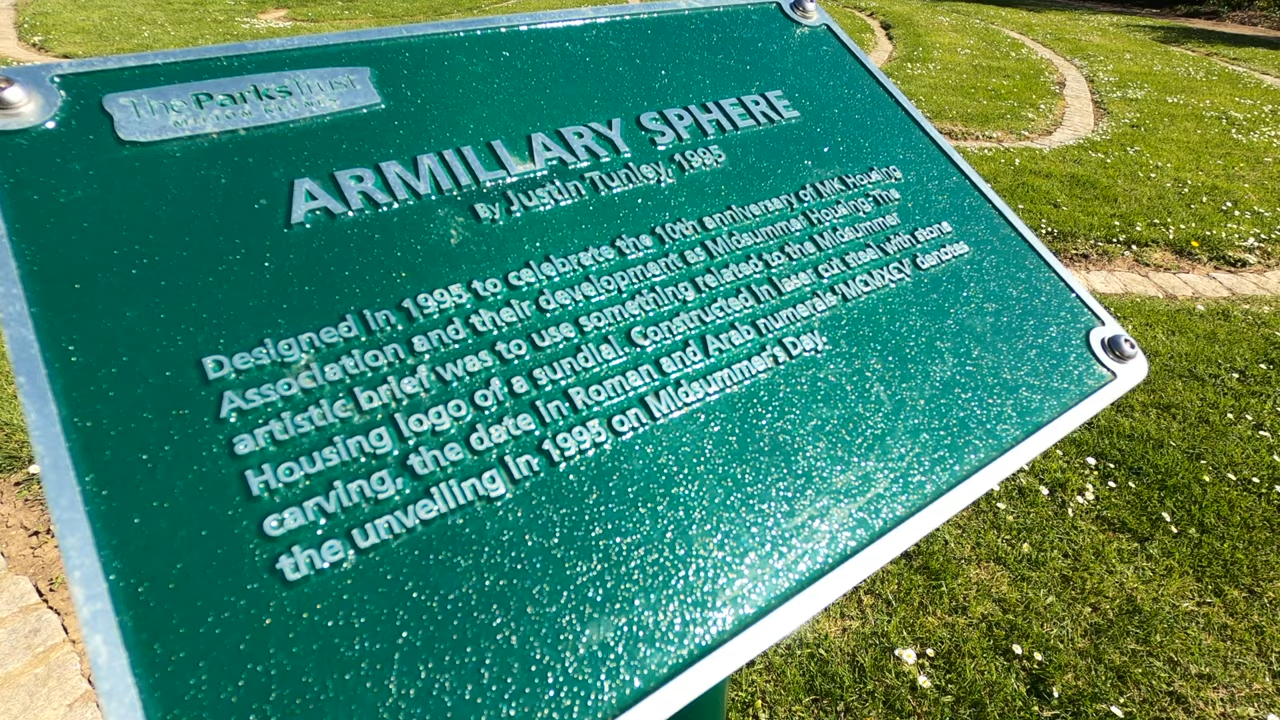 The Parks Trust
MILTON KEYNES
ARMILLARY SPHERE
By Justin Tunley, 1995
Designed in 1995 to celebrate the 10th anniversary of MK Housing
Association and their development as Midsummer Housing. The
artistic brief was to use something related to the Midsummer
Housing logo of a sundial. Constructed in laser cut steel with stone
carving, the date in Roman and Arab numerals 'MCMXCV' denotes
the unveiling in 1995 on Midsummer's Day.